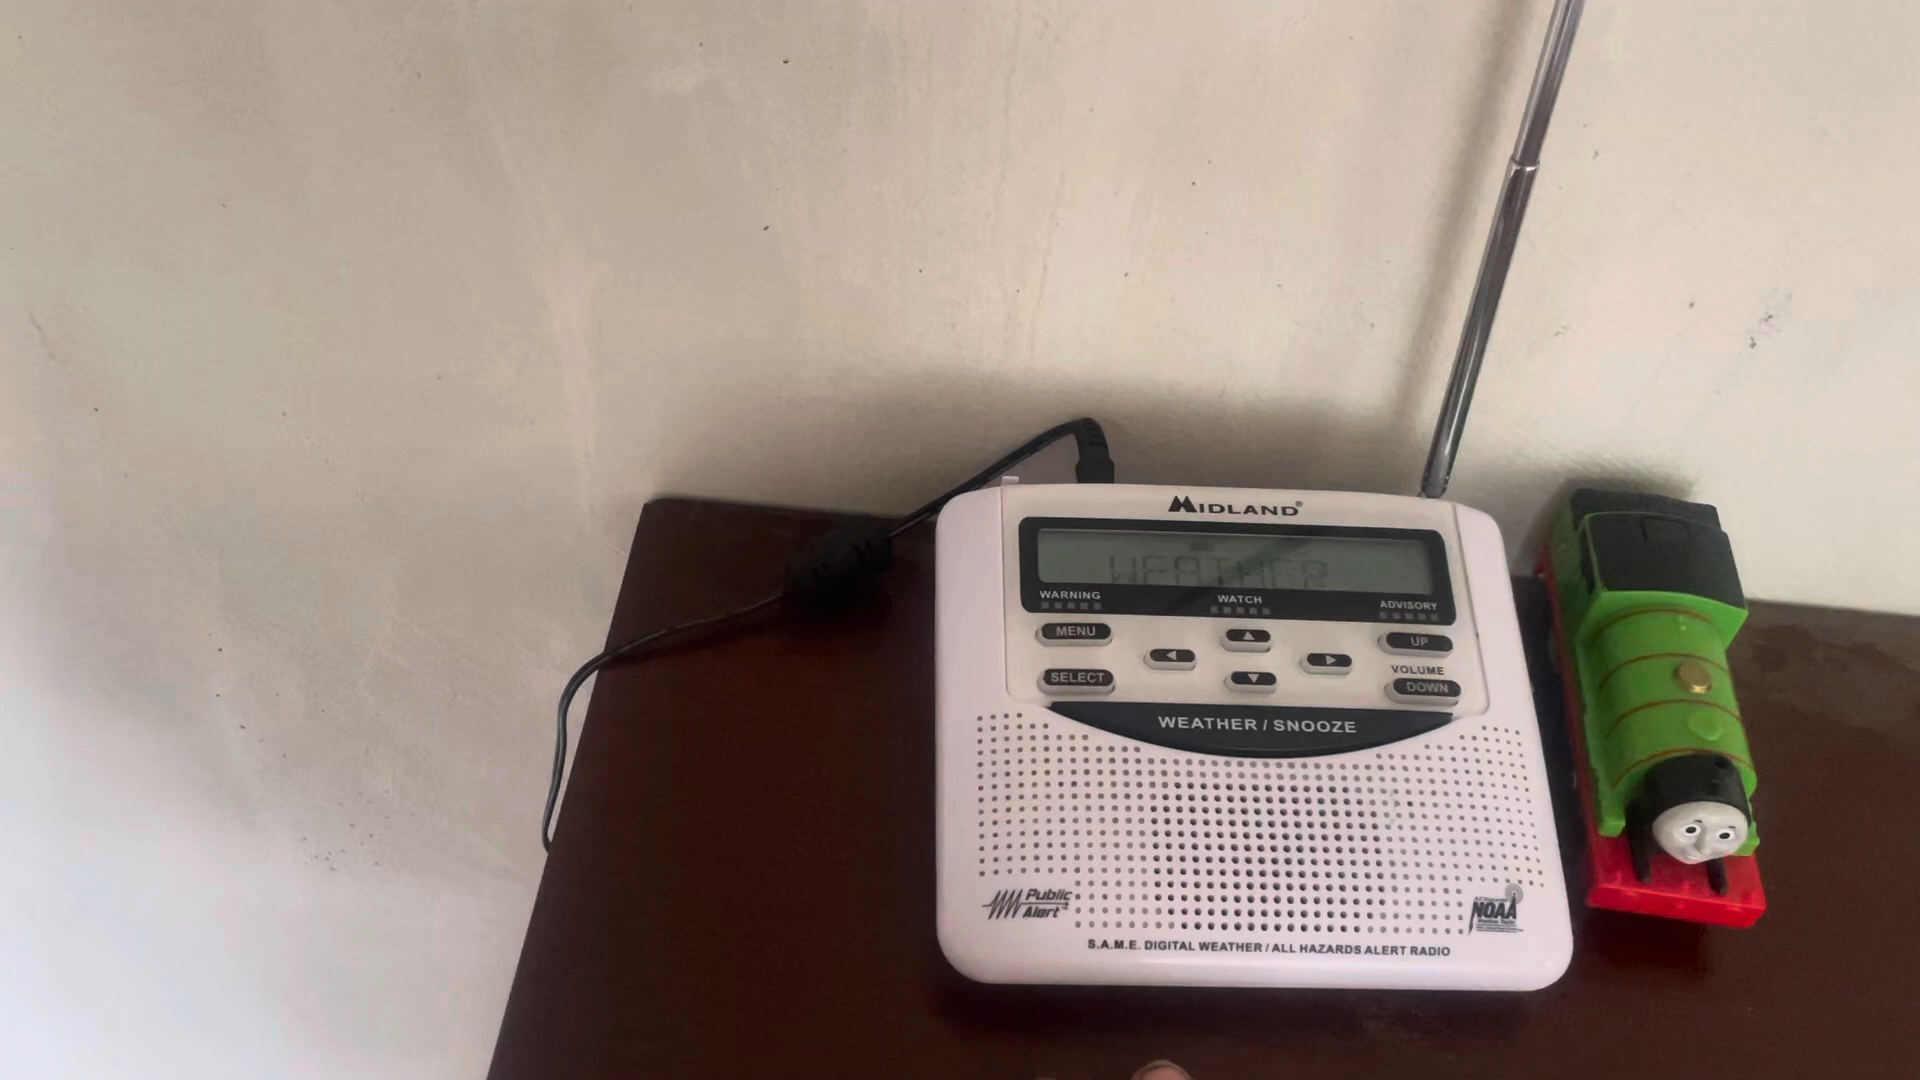 MIDLAND®
WEATHER
WARNING
WATCH
ADVISORY
MENU
UP
SELECT
VOLUME
DOWN
WEATHER / SNOOZE
Public
Alert
NOAA
S.A.M.E. DIGITAL WEATHER / ALL HAZARDS ALERT RADIO